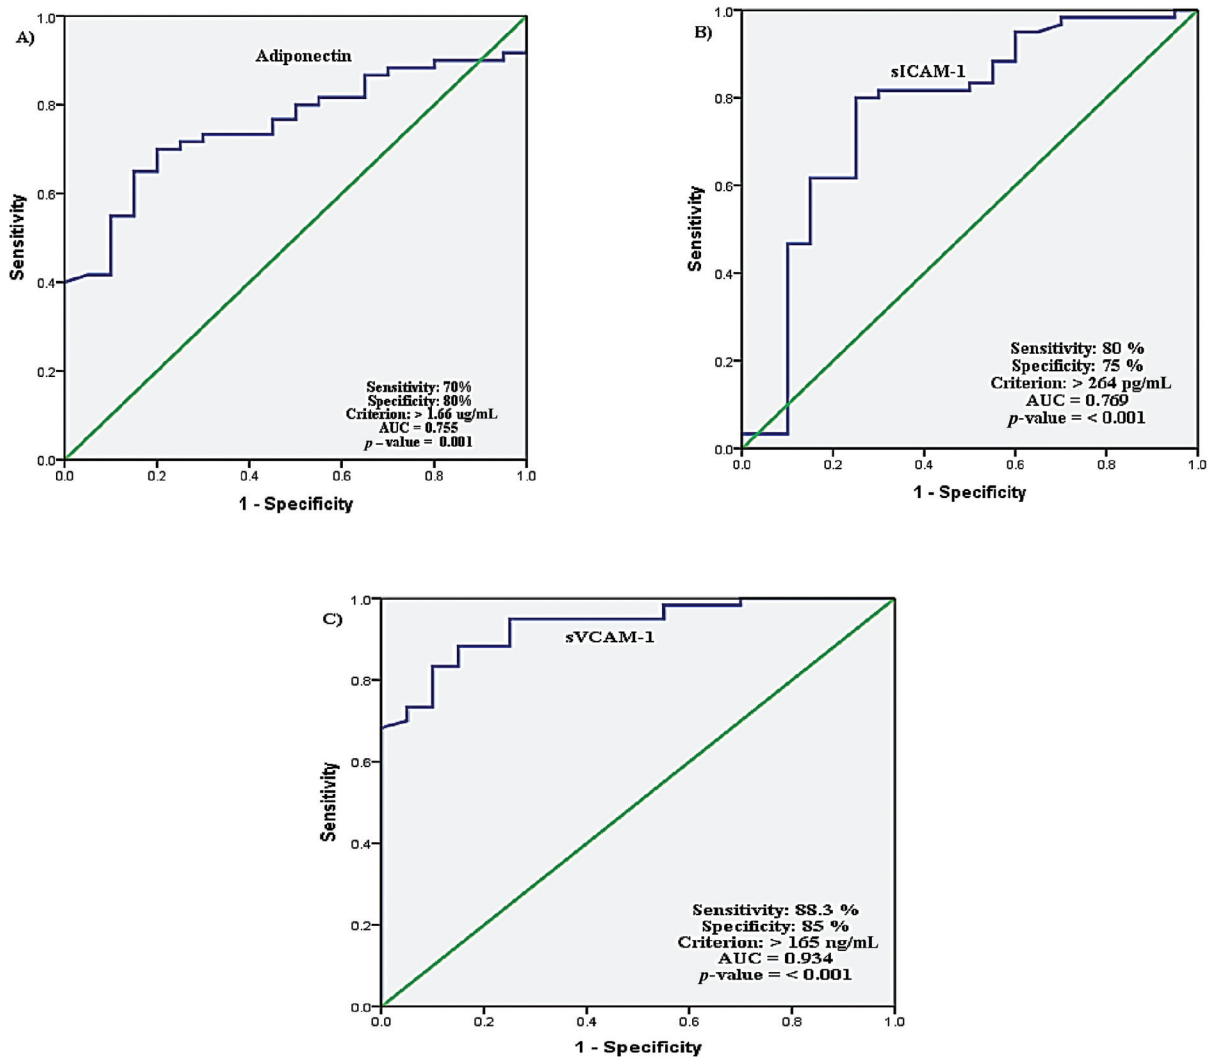 A)
Adiponectin
1.0
0.8
0.6
0.4
0.2
0.0
Sensitivity
Sensitivity: 70%
Specificity: 80%
Criterion: > 1.66 ug/mL
AUC = 0.755
p – value = 0.001
0.0 0.2 0.4 0.6 0.8 1.0
1 - Specificity
B)
sICAM-1
1.0
0.8
0.6
0.4
0.2
0.0
Sensitivity
Sensitivity: 80 %
Specificity: 75 %
Criterion: > 264 pg/mL
AUC = 0.769
p-value = < 0.001
0.0 0.2 0.4 0.6 0.8 1.0
1 - Specificity
C)
sVCAM-1
1.0
0.8
0.6
0.4
0.2
0.0
Sensitivity
Sensitivity: 88.3 %
Specificity: 85 %
Criterion: > 165 ng/mL
AUC = 0.934
p-value = < 0.001
0.0 0.2 0.4 0.6 0.8 1.0
1 - Specificity